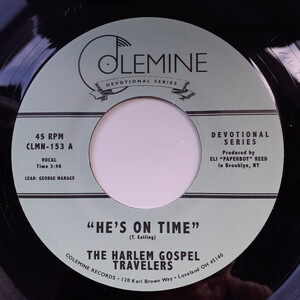 COLEMINE
DEVOTIONAL SERIES
45 RPM
CLMN-153 A
VOCAL
Time 3:46
LEAD: GEORGE MARAGE
DEVOTIONAL
SERIES
Produced by
ELI "PAPERBOY" REED
in Brooklyn, NY
"HE'S ON TIME"
(T. Gatling)
THE HARLEM GOSPEL
TRAVELERS
COLEMINE RECORDS • 120 Karl Brown Way • Loveland OH 45140